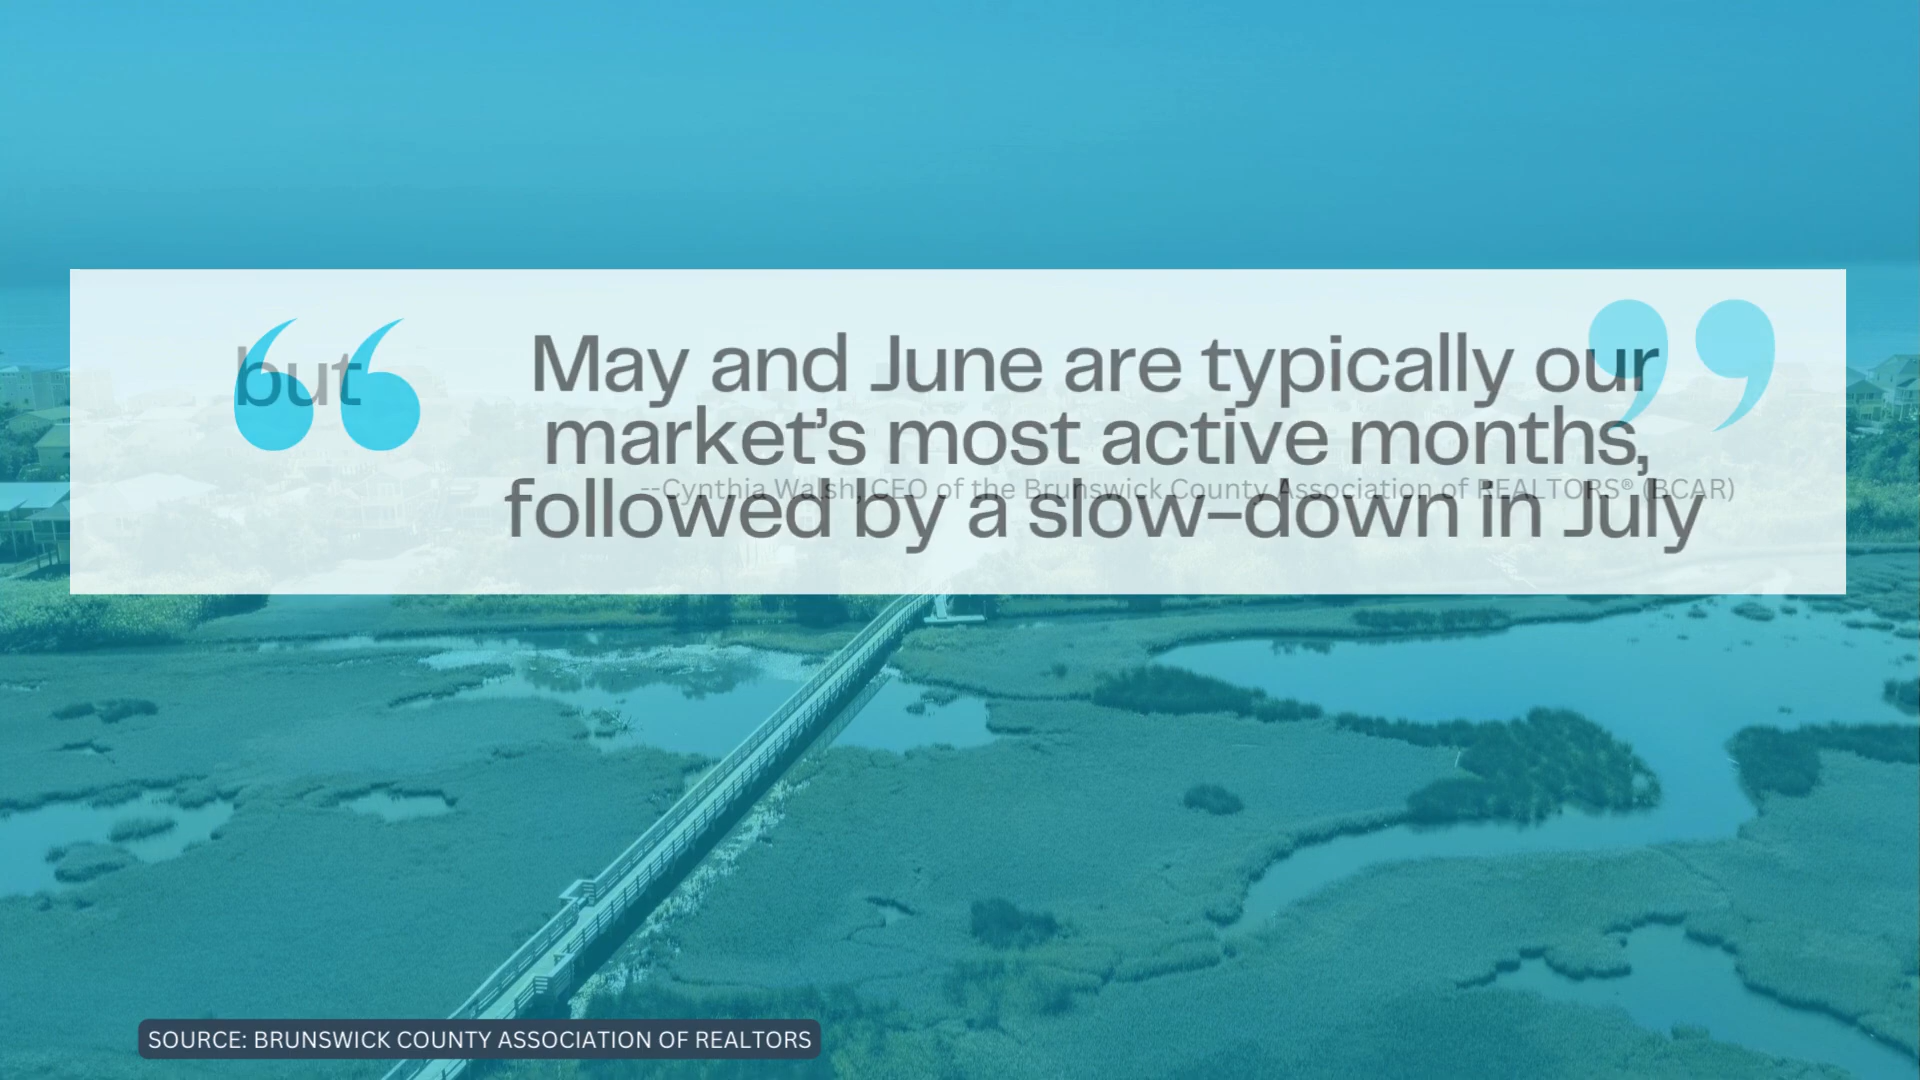 but
“ May and June are typically our ”
market’s most active months,
--Cynthia Walsh, CEO of the Brunswick County Association of REALTORS® (BCAR)
followed by a slow-down in July
SOURCE: BRUNSWICK COUNTY ASSOCIATION OF REALTORS